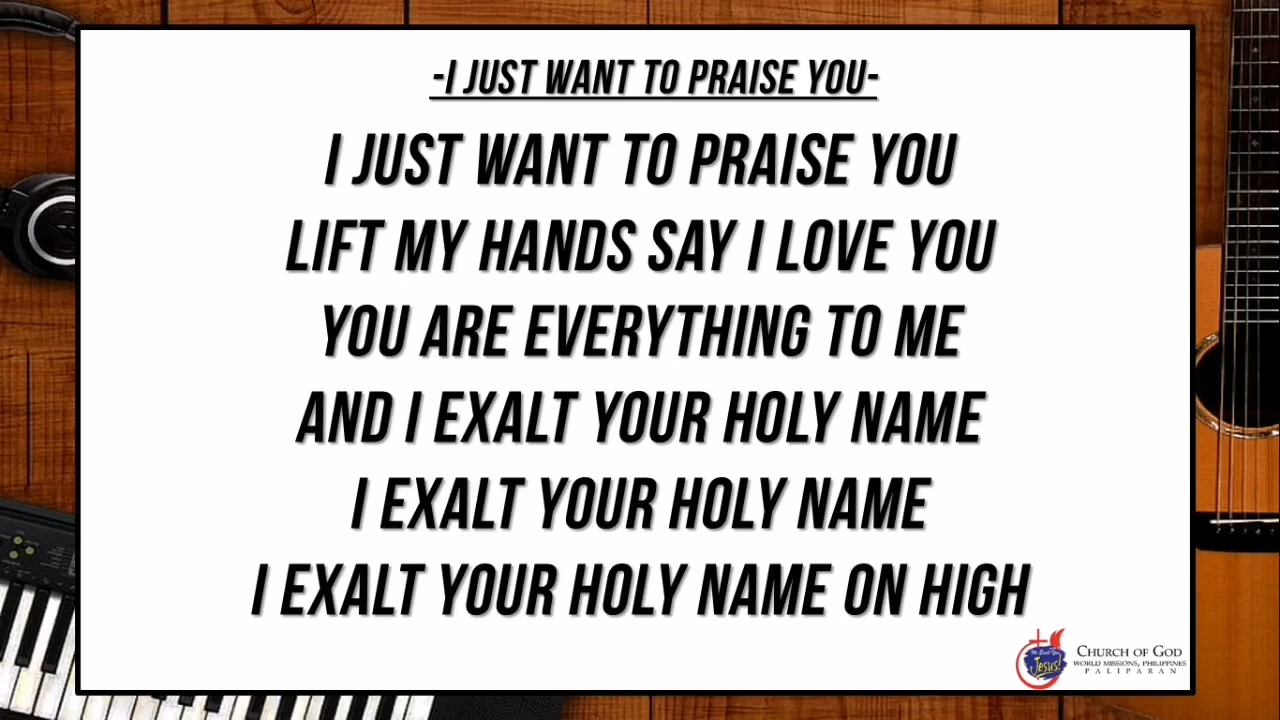 -I JUST WANT TO PRAISE YOU-
I JUST WANT TO PRAISE YOU
LIFT MY HANDS SAY I LOVE YOU
YOU ARE EVERYTHING TO ME
AND I EXALT YOUR HOLY NAME
I EXALT YOUR HOLY NAME
I EXALT YOUR HOLY NAME ON HIGH
Jesus!
CHURCH OF GOD
WORLD MISSIONS, PHILIPPINES
PALIPARAN